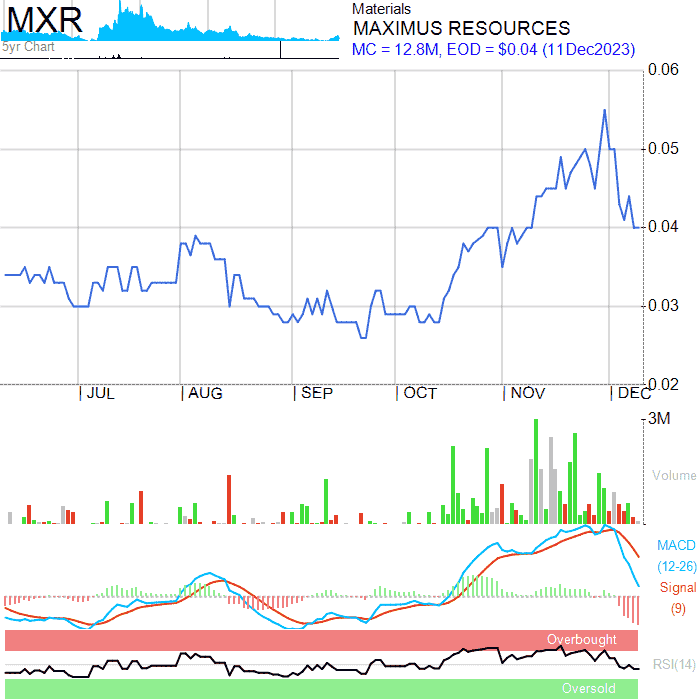 MXR
5yr Chart
Materials
MAXIMUS RESOURCES
MC = 12.8M, EOD = $0.04 (11Dec2023)
0.06
0.05
0.04
0.03
0.02
JUL AUG SEP OCT NOV DEC
3M
Volume
MACD
(12-26)
Signal
(9)
Overbought
RSI(14)
Oversold